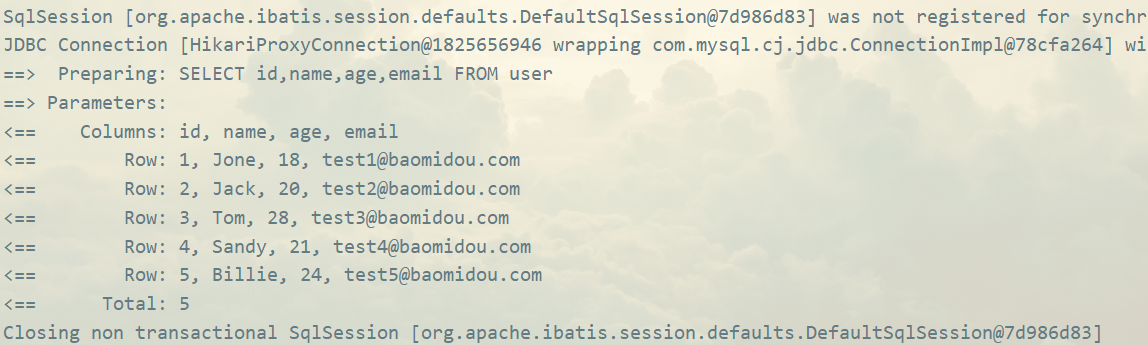 SqlSession [org.apache.ibatis.session.defaults.DefaultSqlSession@7d986d83] was not registered for synchr
JDBC Connection [HikariProxyConnection@1825656946 wrapping com.mysql.cj.jdbc.ConnectionImpl@78cfa264] wi
==>  Preparing: SELECT id,name,age,email FROM user
==> Parameters:
<==    Columns: id, name, age, email
<==        Row: 1, Jone, 18, test1@baomidou.com
<==        Row: 2, Jack, 20, test2@baomidou.com
<==        Row: 3, Tom, 28, test3@baomidou.com
<==        Row: 4, Sandy, 21, test4@baomidou.com
<==        Row: 5, Billie, 24, test5@baomidou.com
<==      Total: 5
Closing non transactional SqlSession [org.apache.ibatis.session.defaults.DefaultSqlSession@7d986d83]